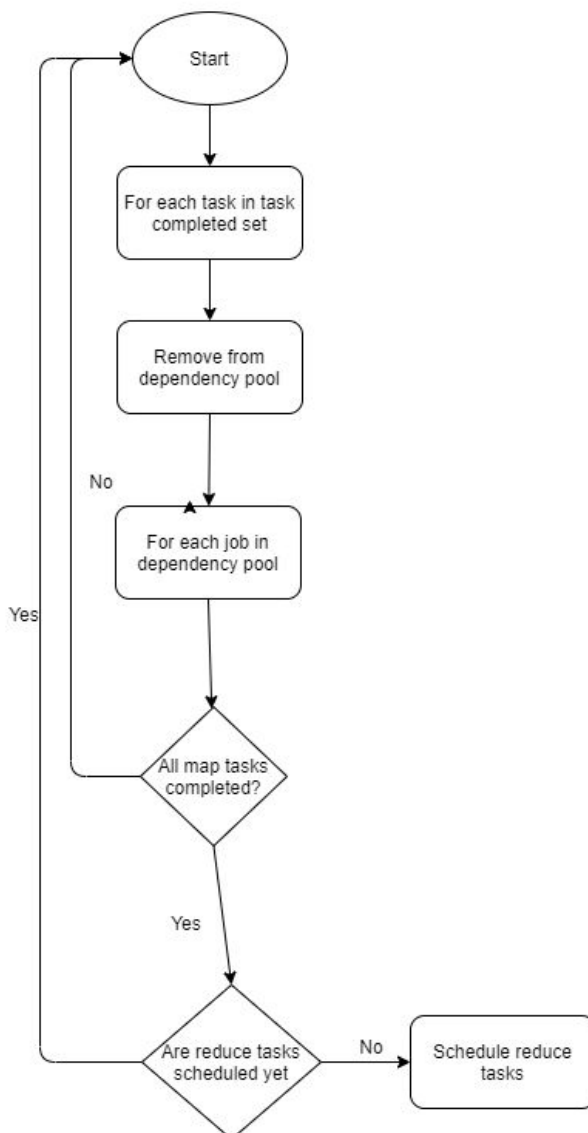 Start
For each task in task
completed set
Remove from
dependency pool
No
For each job in
dependency pool
Yes
All map tasks
completed?
Yes
Are reduce tasks
scheduled yet
No
Schedule reduce
tasks